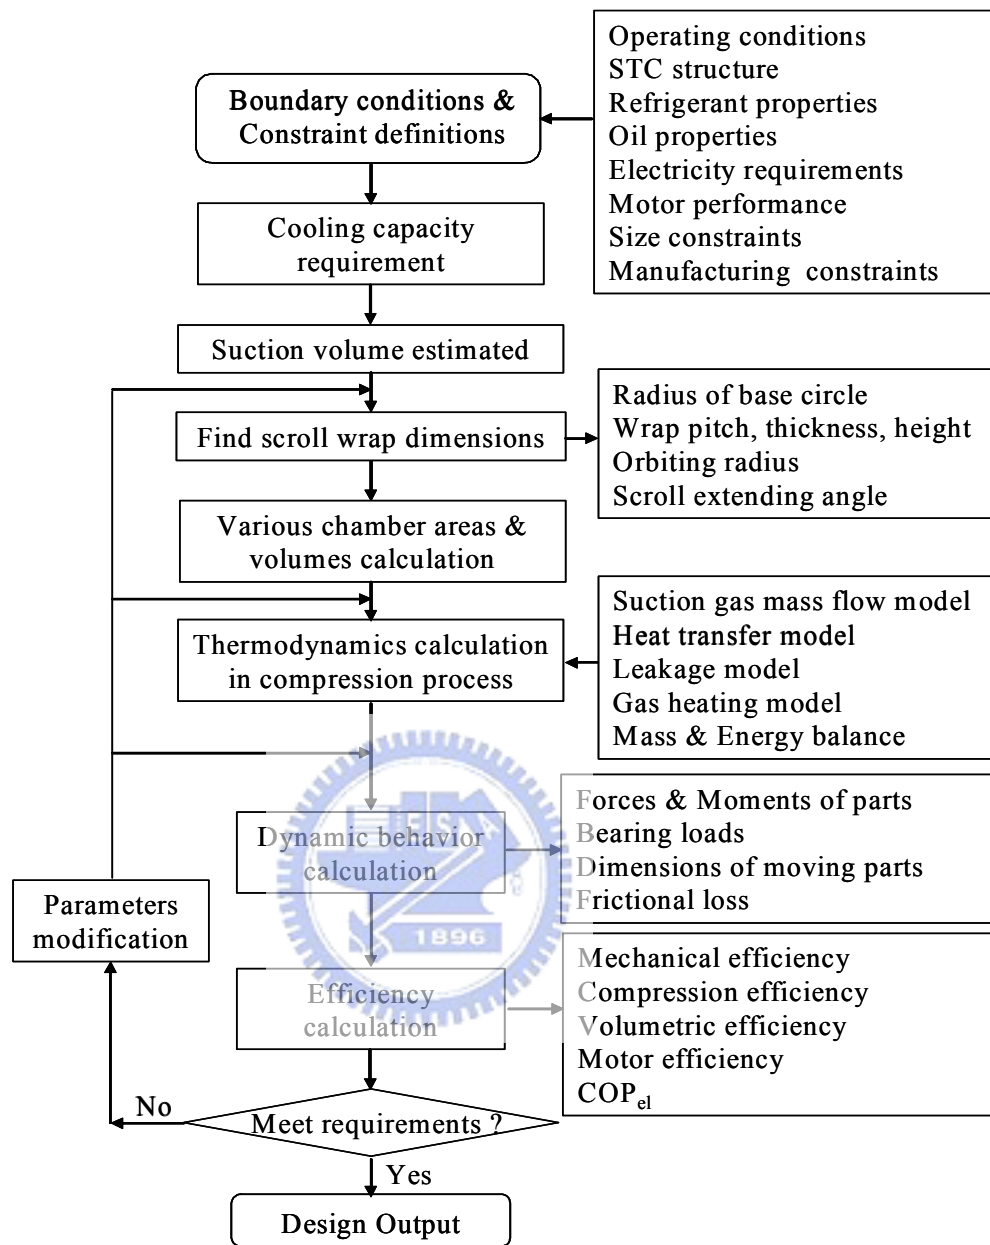 Operating conditions
STC structure
Refrigerant properties
Oil properties
Electricity requirements
Motor performance
Size constraints
Manufacturing constraints
Boundary conditions &
Constraint definitions
Cooling capacity
requirement
Suction volume estimated
Find scroll wrap dimensions
Radius of base circle
Wrap pitch, thickness, height
Orbiting radius
Scroll extending angle
Various chamber areas &
volumes calculation
Thermodynamics calculation
in compression process
Suction gas mass flow model
Heat transfer model
Leakage model
Gas heating model
Mass & Energy balance
Dynamic behavior
calculation
Forces & Moments of parts
Bearing loads
Dimensions of moving parts
Frictional loss
Parameters
modification
1896
Efficiency
calculation
Mechanical efficiency
Compression efficiency
Volumetric efficiency
Motor efficiency
COPel
No
Meet requirements ?
Yes
Design Output